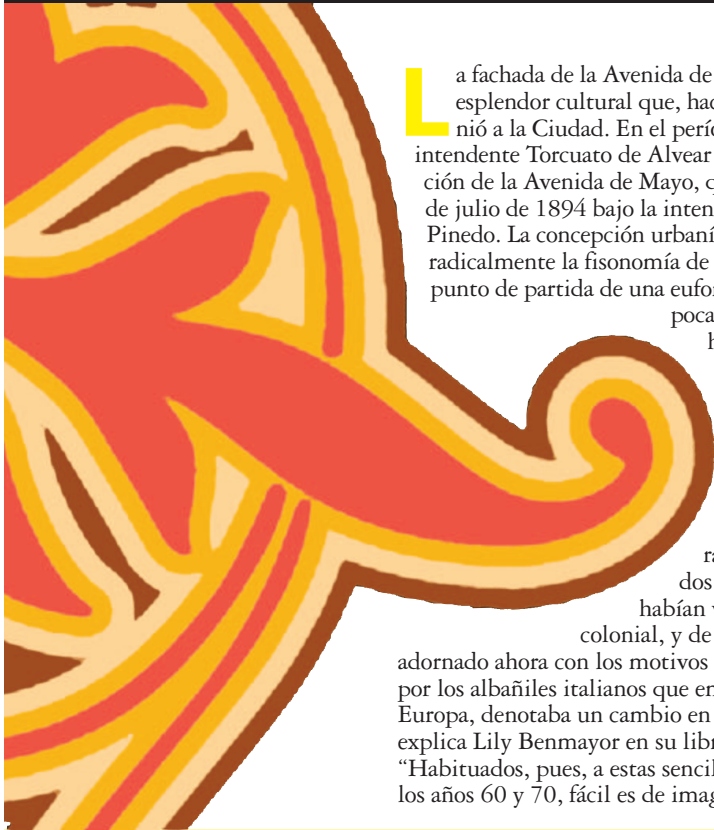 La fachada de la Avenida de
esplendor cultural que, hac
nió a la Ciudad. En el perío
intendente Torcuato de Alvear
ción de la Avenida de Mayo, q
de julio de 1894 bajo la inten
Pinedo. La concepción urbaní
radicalmente la fisonomía de
punto de partida de una eufor
poca
h
ra
dos
habían v
colonial, y de
adornado ahora con los motivos
por los albañiles italianos que en
Europa, denotaba un cambio en
explica Lily Benmayor en su libr
“Habituados, pues, a estas sencil
los años 60 y 70, fácil es de imag